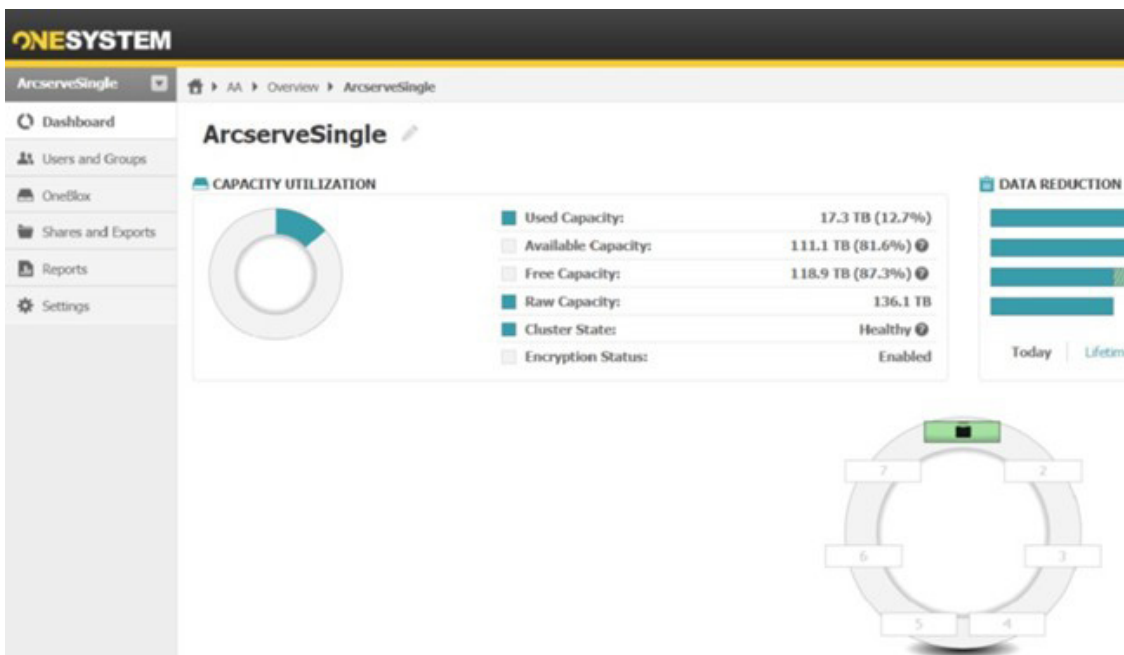 ONESYSTEM
ArcserveSingle
AA Overview ArcserveSingle
Dashboard
Users and Groups
OneBlox
Shares and Exports
Reports
Settings
ArcserveSingle
CAPACITY UTILIZATION
Used Capacity: 17.3 TB (12.7%)
Available Capacity: 111.1 TB (81.6%)
Free Capacity: 118.9 TB (87.3%)
Raw Capacity: 136.1 TB
Cluster State: Healthy
Encryption Status: Enabled
DATA REDUCTION
Today Lifetim
7 2
6 3
5 4